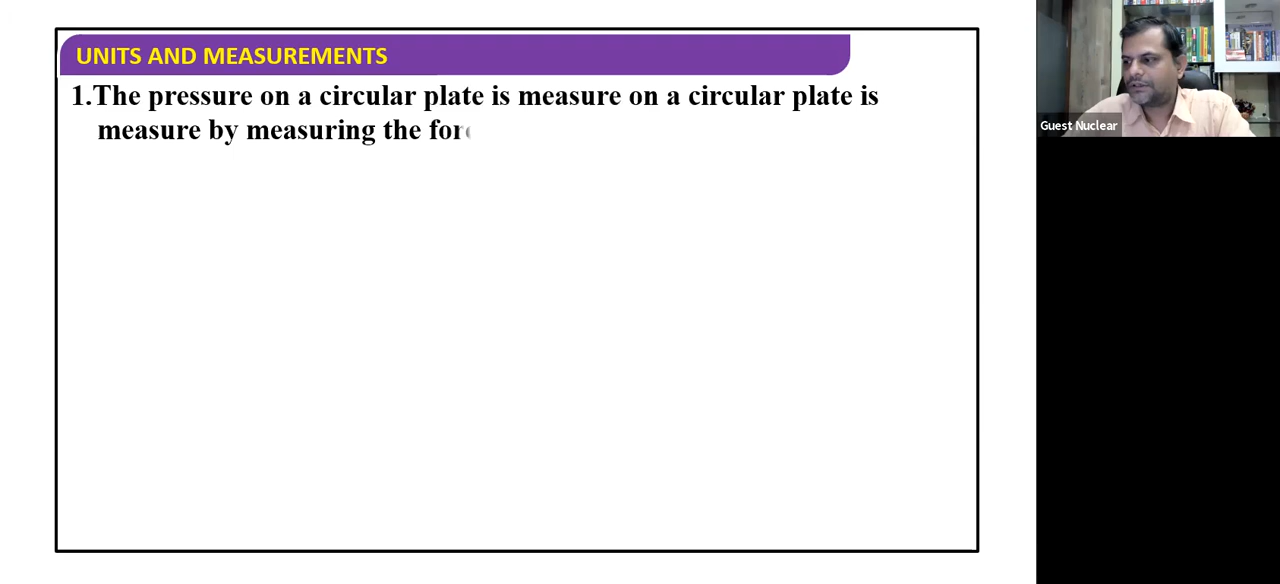 UNITS AND MEASUREMENTS
1.The pressure on a circular plate is measure on a circular plate is
measure by measuring the for
Guest Nuclear